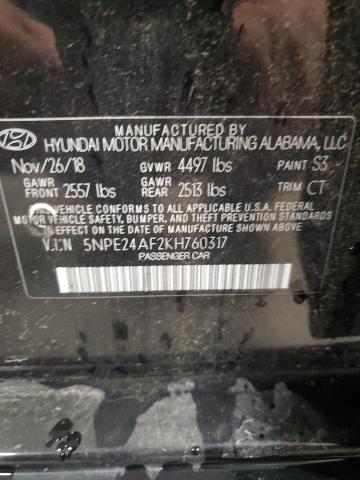 MANUFACTURED BY
HYUNDAI MOTOR MANUFACTURING ALABAMA, LLC
Nov/26/18 GVWR 4497 lbs PAINT S3
GAWR FRONT 2557 lbs GAWR REAR 2513 lbs TRIM CT
VEHICLE CONFORMS TO ALL APPLICABLE U.S.A FEDERAL
MOTOR VEHICLE SAFETY, BUMPER, AND THEFT PREVENTION
STANDARDS IN EFFECT ON THE DATE OF MANUFACTURE SHOWN ABOVE.
V.I.N 5NPE24AF2KH760317
PASSENGER CAR